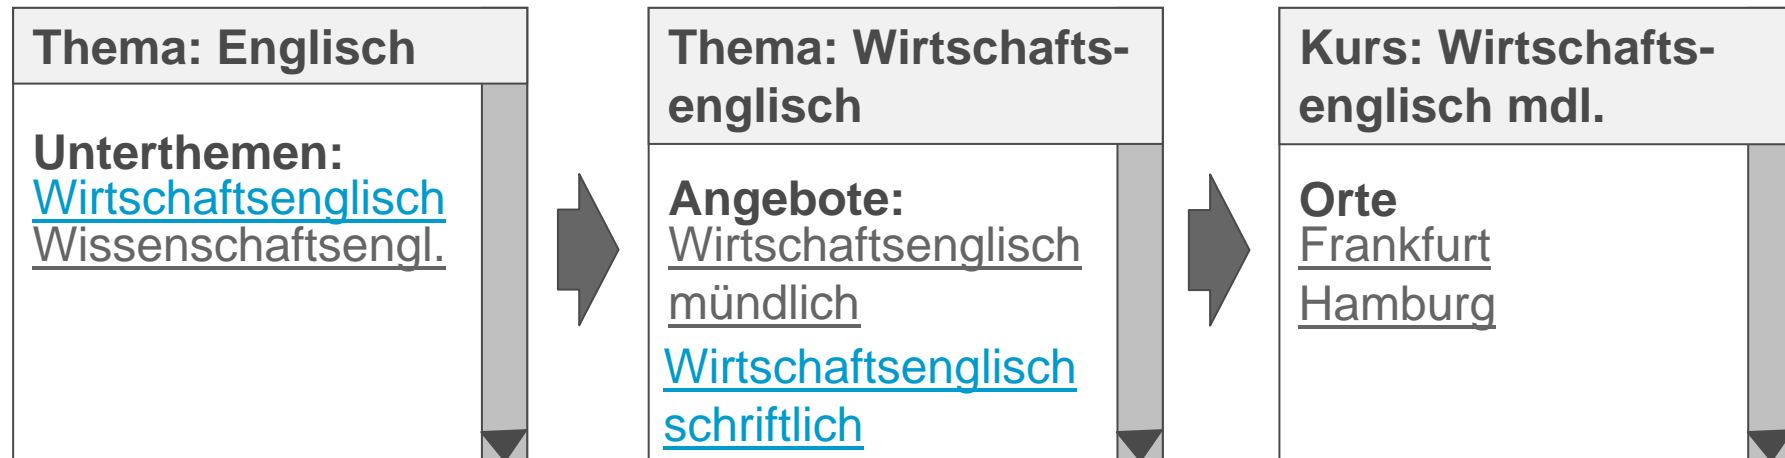 Thema: Englisch
Unterthemen:
Wirtschaftsenglisch
Wissenschaftsengl.
Thema: Wirtschafts-
englisch
Angebote:
Wirtschaftsenglisch
mündlich
Wirtschaftsenglisch
schriftlich
Kurs: Wirtschafts-
englisch mdl.
Orte
Frankfurt
Hamburg